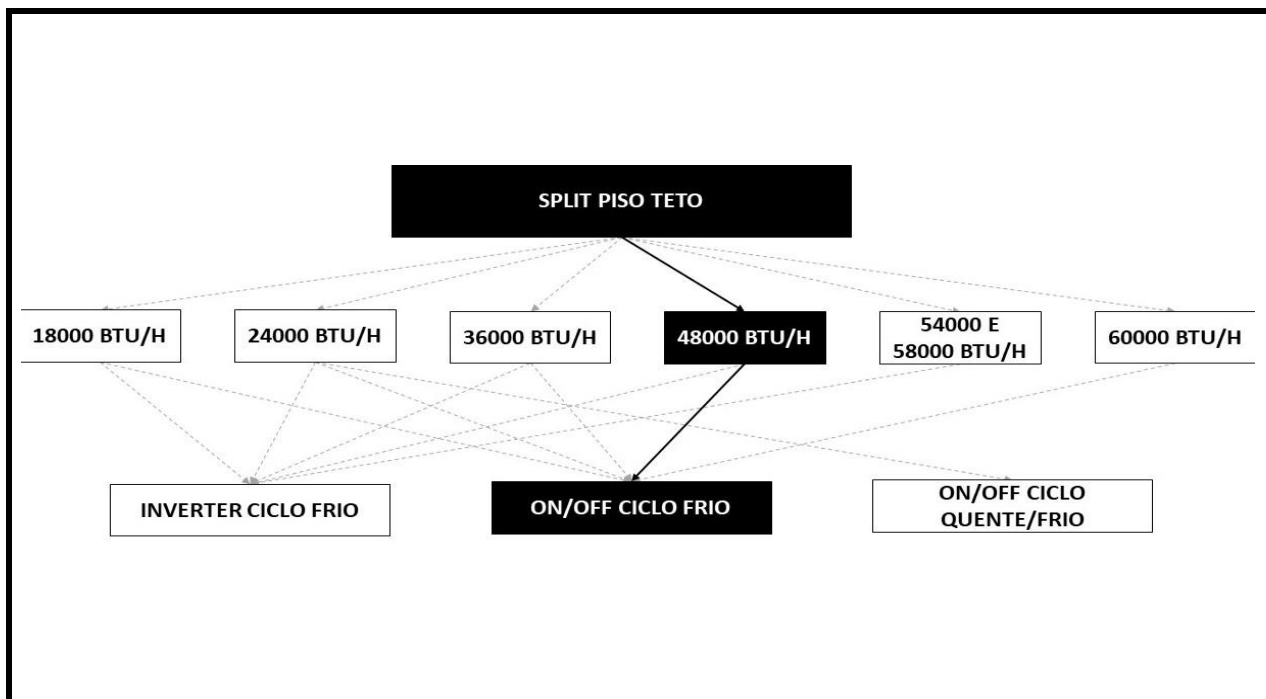 SPLIT PISO TETO
18000 BTU/H
24000 BTU/H
36000 BTU/H
48000 BTU/H
54000 E
58000 BTU/H
60000 BTU/H
INVERTER CICLO FRIO
ON/OFF CICLO FRIO
ON/OFF CICLO
QUENTE/FRIO